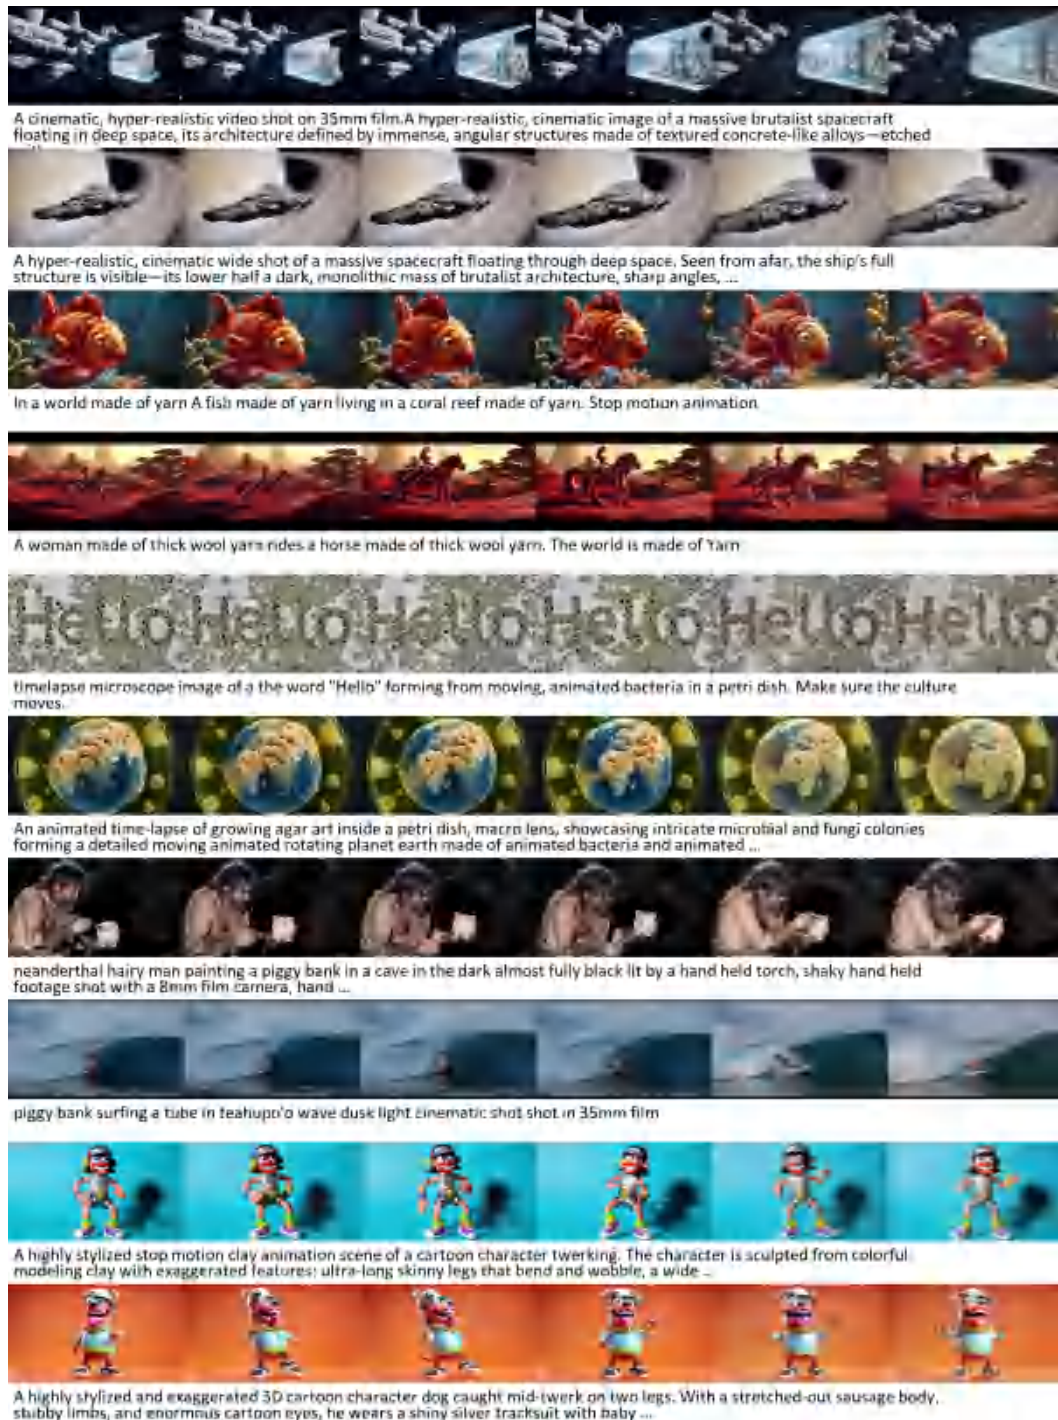 A cinematic, hyper-realistic video shot on 35mm film.A hyper-realistic, cinematic image of a massive brutalist spacecraft
floating in deep space, its architecture defined by immense, angular structures made of textured concrete-like alloys—etched
A hyper-realistic, cinematic wide shot of a massive spacecraft floating through deep space. Seen from afar, the ship's full
structure is visible—its lower half a dark, monolithic mass of brutalist architecture, sharp angles, ...
In a world made of yarn A fish made of yarn living in a coral reef made of yarn. Stop motion animation
A woman made of thick wool yarn rides a horse made of thick wool yarn. The world is made of Yarn
Hello Hello Hello Hello Hello Hello
timelapse microscope image of a the word "Hello" forming from moving, animated bacteria in a petri dish. Make sure the culture
moves.
An animated time-lapse of growing agar art inside a petri dish, macro lens, showcasing intricate microbial and fungi colonies
forming a detailed moving animated rotating planet earth made of animated bacteria and animated ...
neanderthal hairy man painting a piggy bank in a cave in the dark almost fully black lit by a hand held torch, shaky hand held
footage shot with a 8mm film camera, hand ...
piggy bank surfing a tube in teahupo'o wave dusk light cinematic shot shot in 35mm film
A highly stylized stop motion clay animation scene of a cartoon character twerking. The character is sculpted from colorful
modeling clay with exaggerated features: ultra-long skinny legs that bend and wobble, a wide ...
A highly stylized and exaggerated 3D cartoon character dog caught mid-twerk on two legs. With a stretched-out sausage body,
stubby limbs, and enormous cartoon eyes, he wears a shiny silver tracksuit with baby ...